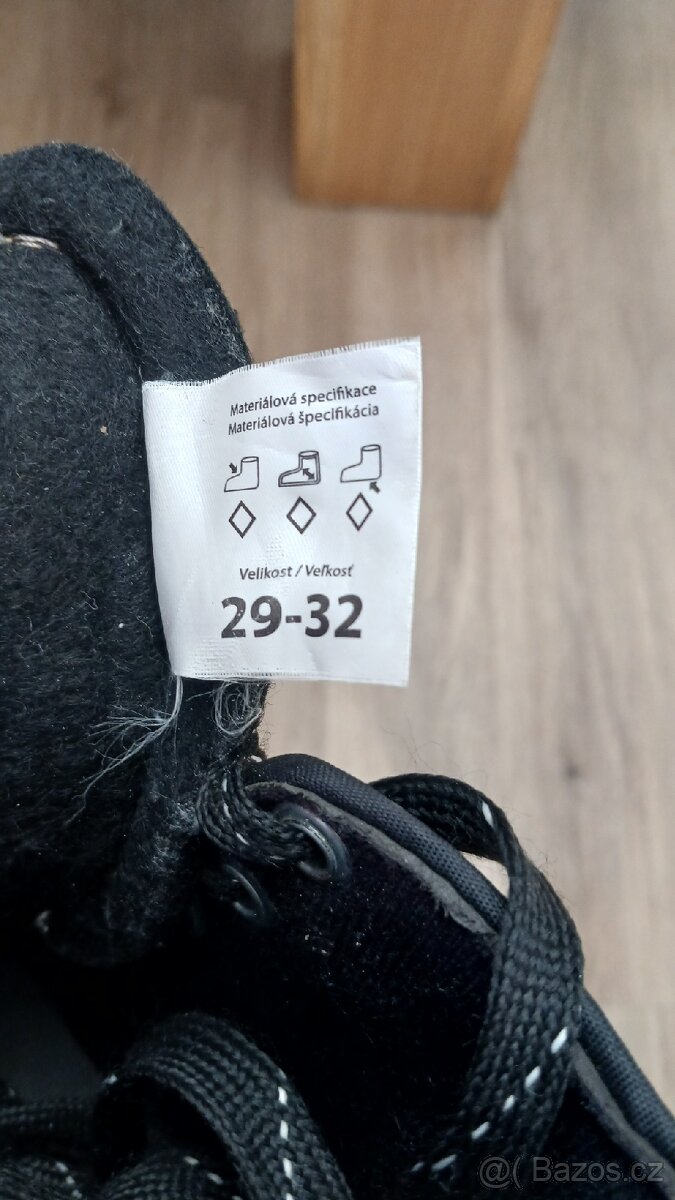 Materiálová specifikace
Materiálová špecifikácia
Velikost / Veľkosť
29-32
@( Bazos.cz